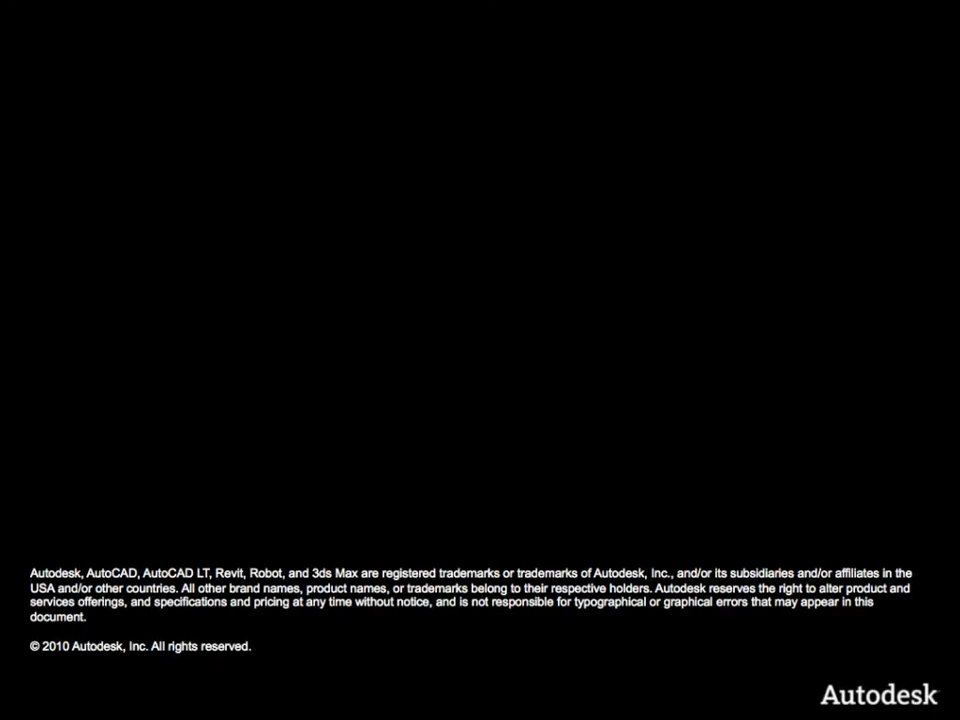 Autodesk, AutoCAD, AutoCAD LT, Revit, Robot, and 3ds Max are registered trademarks or trademarks of Autodesk, Inc., and/or its subsidiaries and/or affiliates in the
USA and/or other countries. All other brand names, product names, or trademarks belong to their respective holders. Autodesk reserves the right to alter product and
services offerings, and specifications and pricing at any time without notice, and is not responsible for typographical or graphical errors that may appear in this
document.
© 2010 Autodesk, Inc. All rights reserved.
Autodesk